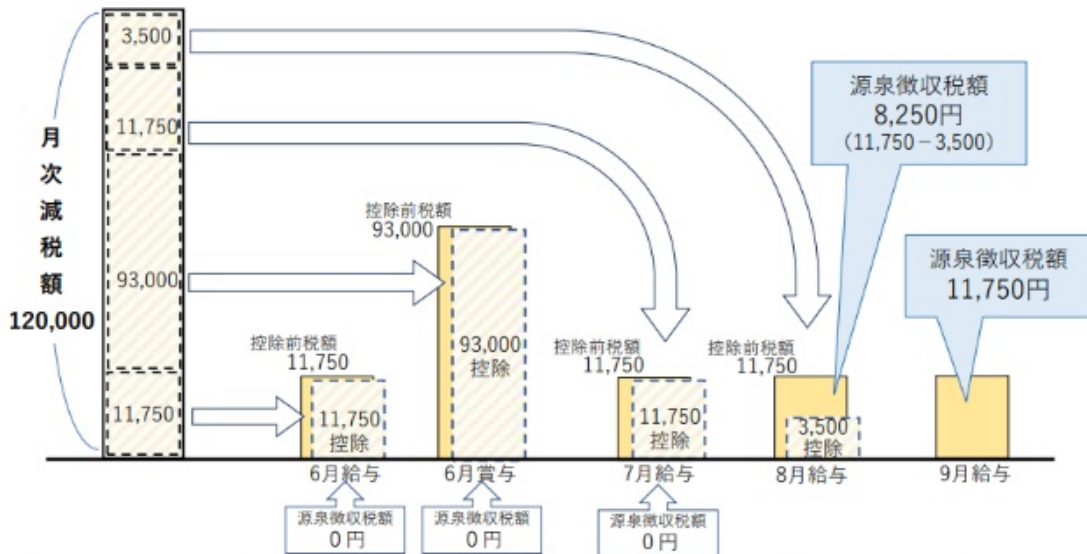 月次減税額
120,000
3,500
11,750
93,000
11,750
控除前税額
11,750
11,750
控除
6月給与
源泉徴収税額
0円
控除前税額
93,000
93,000
控除
6月賞与
源泉徴収税額
0円
控除前税額
11,750
11,750
控除
7月給与
源泉徴収税額
0円
控除前税額
11,750
3,500
控除
8月給与
源泉徴収税額
8,250円
(11,750－3,500)
源泉徴収税額
11,750円
9月給与